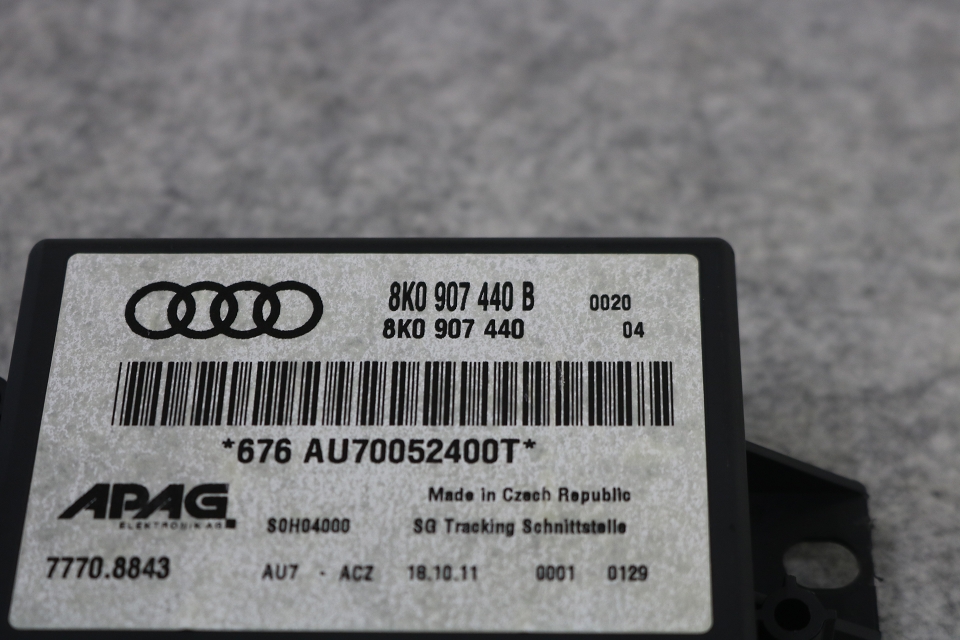 8K0 907 440 B 0020
8K0 907 440 04
*676 AU70052400T*
APAG Made in Czech Republic
ELEKTRONIK AG S0H04000 SG Tracking Schnittstelle
7770.8843 AU7 - ACZ 18.10.11 0001 0129